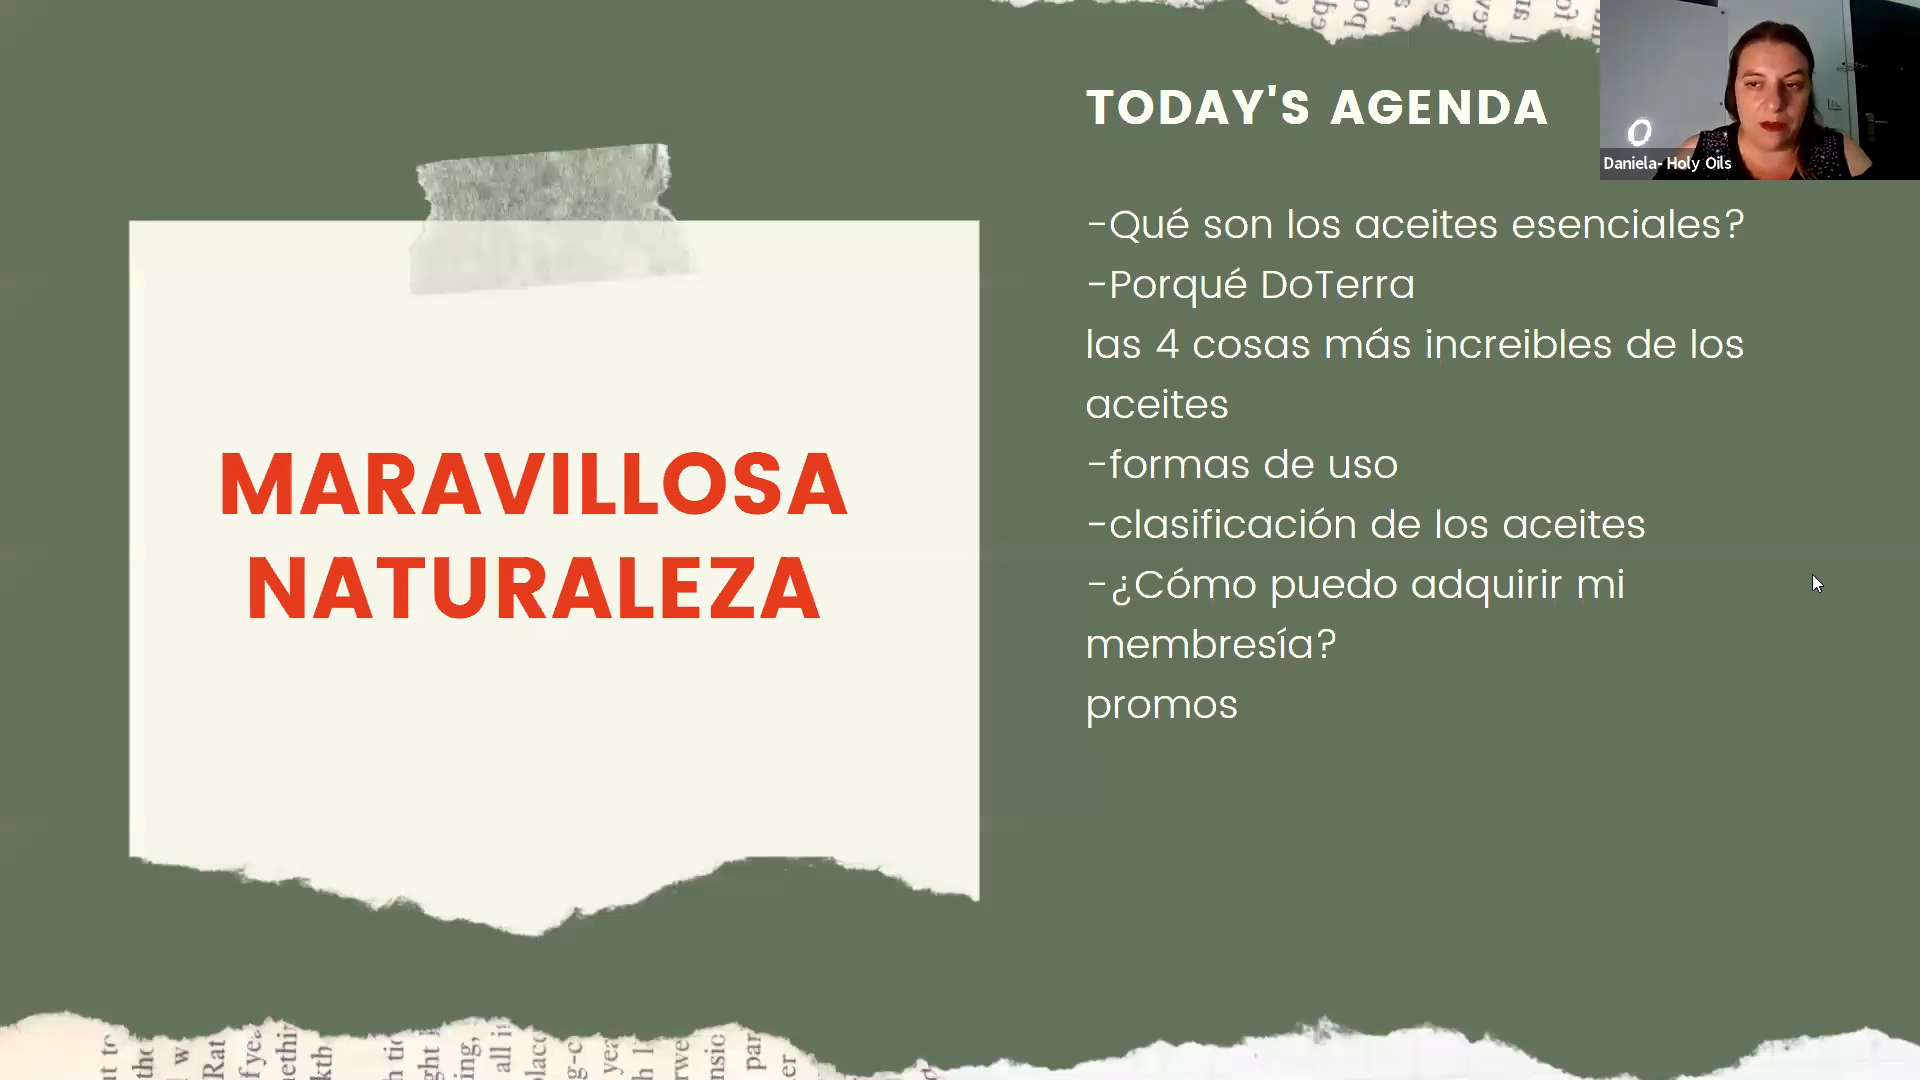 MARAVILLOSA
NATURALEZA
TODAY'S AGENDA
-Qué son los aceites esenciales?
-Porqué DoTerra
las 4 cosas más increibles de los
aceites
-formas de uso
-clasificación de los aceites
-¿Cómo puedo adquirir mi
membresía?
promos
Daniela- Holy Oils